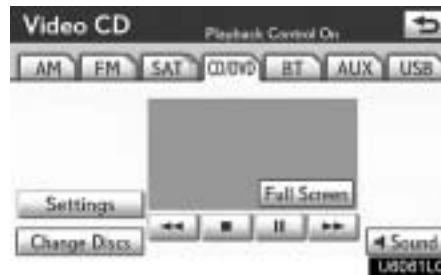 Video CD
Playback Control On
AM FM SAT CD/DVD BT AUX USB
Full Screen
Settings
Change Discs
Sound
U8081LC